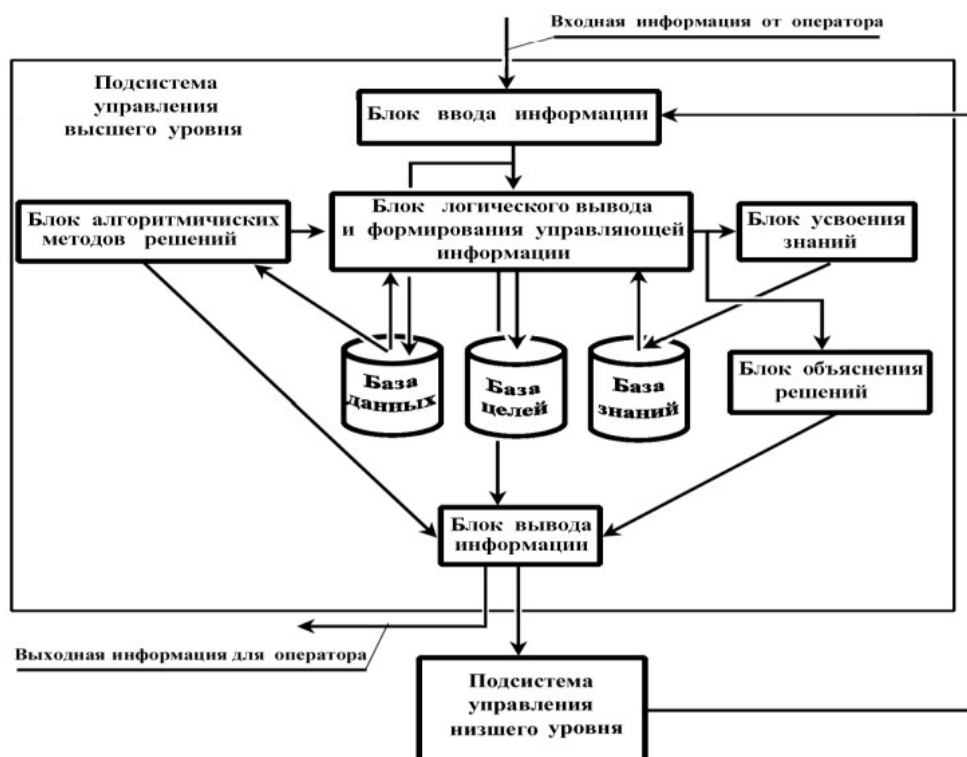 Входная информация от оператора
Подсистема
управления
высшего уровня
Блок ввода информации
Блок алгоритмичиских
методов решений
Блок логического вывода
и формирования управляющей
информации
Блок усвоения
знаний
База
данных
База
целей
База
знаний
Блок объяснения
решений
Блок вывода
информации
Выходная информация для оператора
Подсистема
управления
низшего уровня